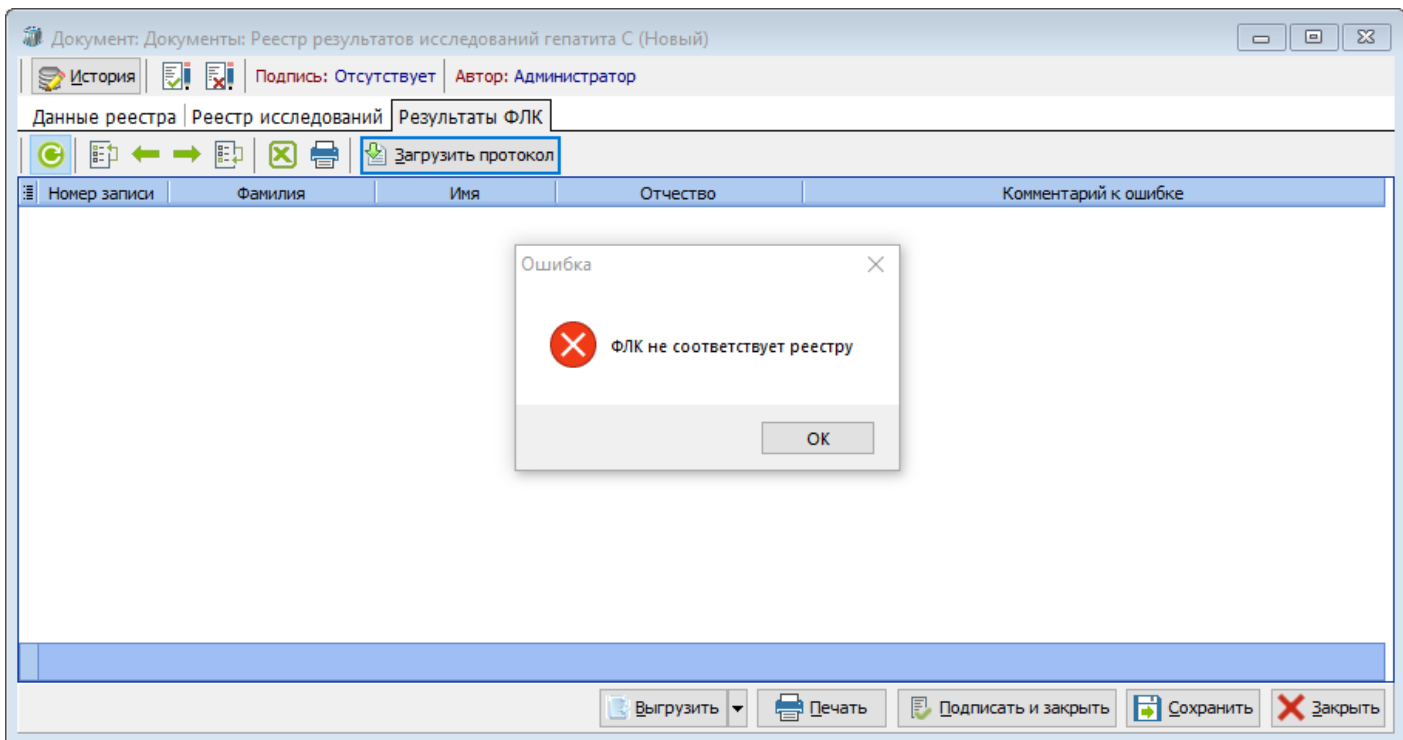 Документ: Документы: Реестр результатов исследований гепатита С (Новый)
История Подпись: Отсутствует Автор: Администратор
Данные реестра Реестр исследований Результаты ФЛК
Загрузить протокол
Номер записи Фамилия Имя Отчество Комментарий к ошибке
Ошибка
ФЛК не соответствует реестру
ОК
Выгрузить Печать Подписать и закрыть Сохранить Закрыть